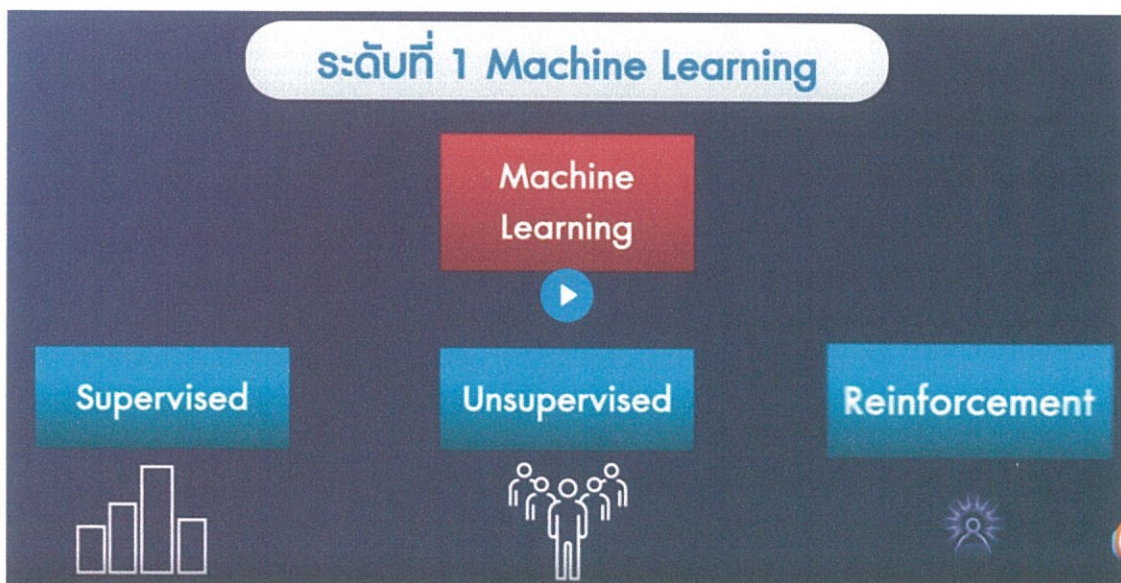 ระดับที่ 1 Machine Learning
Machine
Learning
Supervised
Unsupervised
Reinforcement